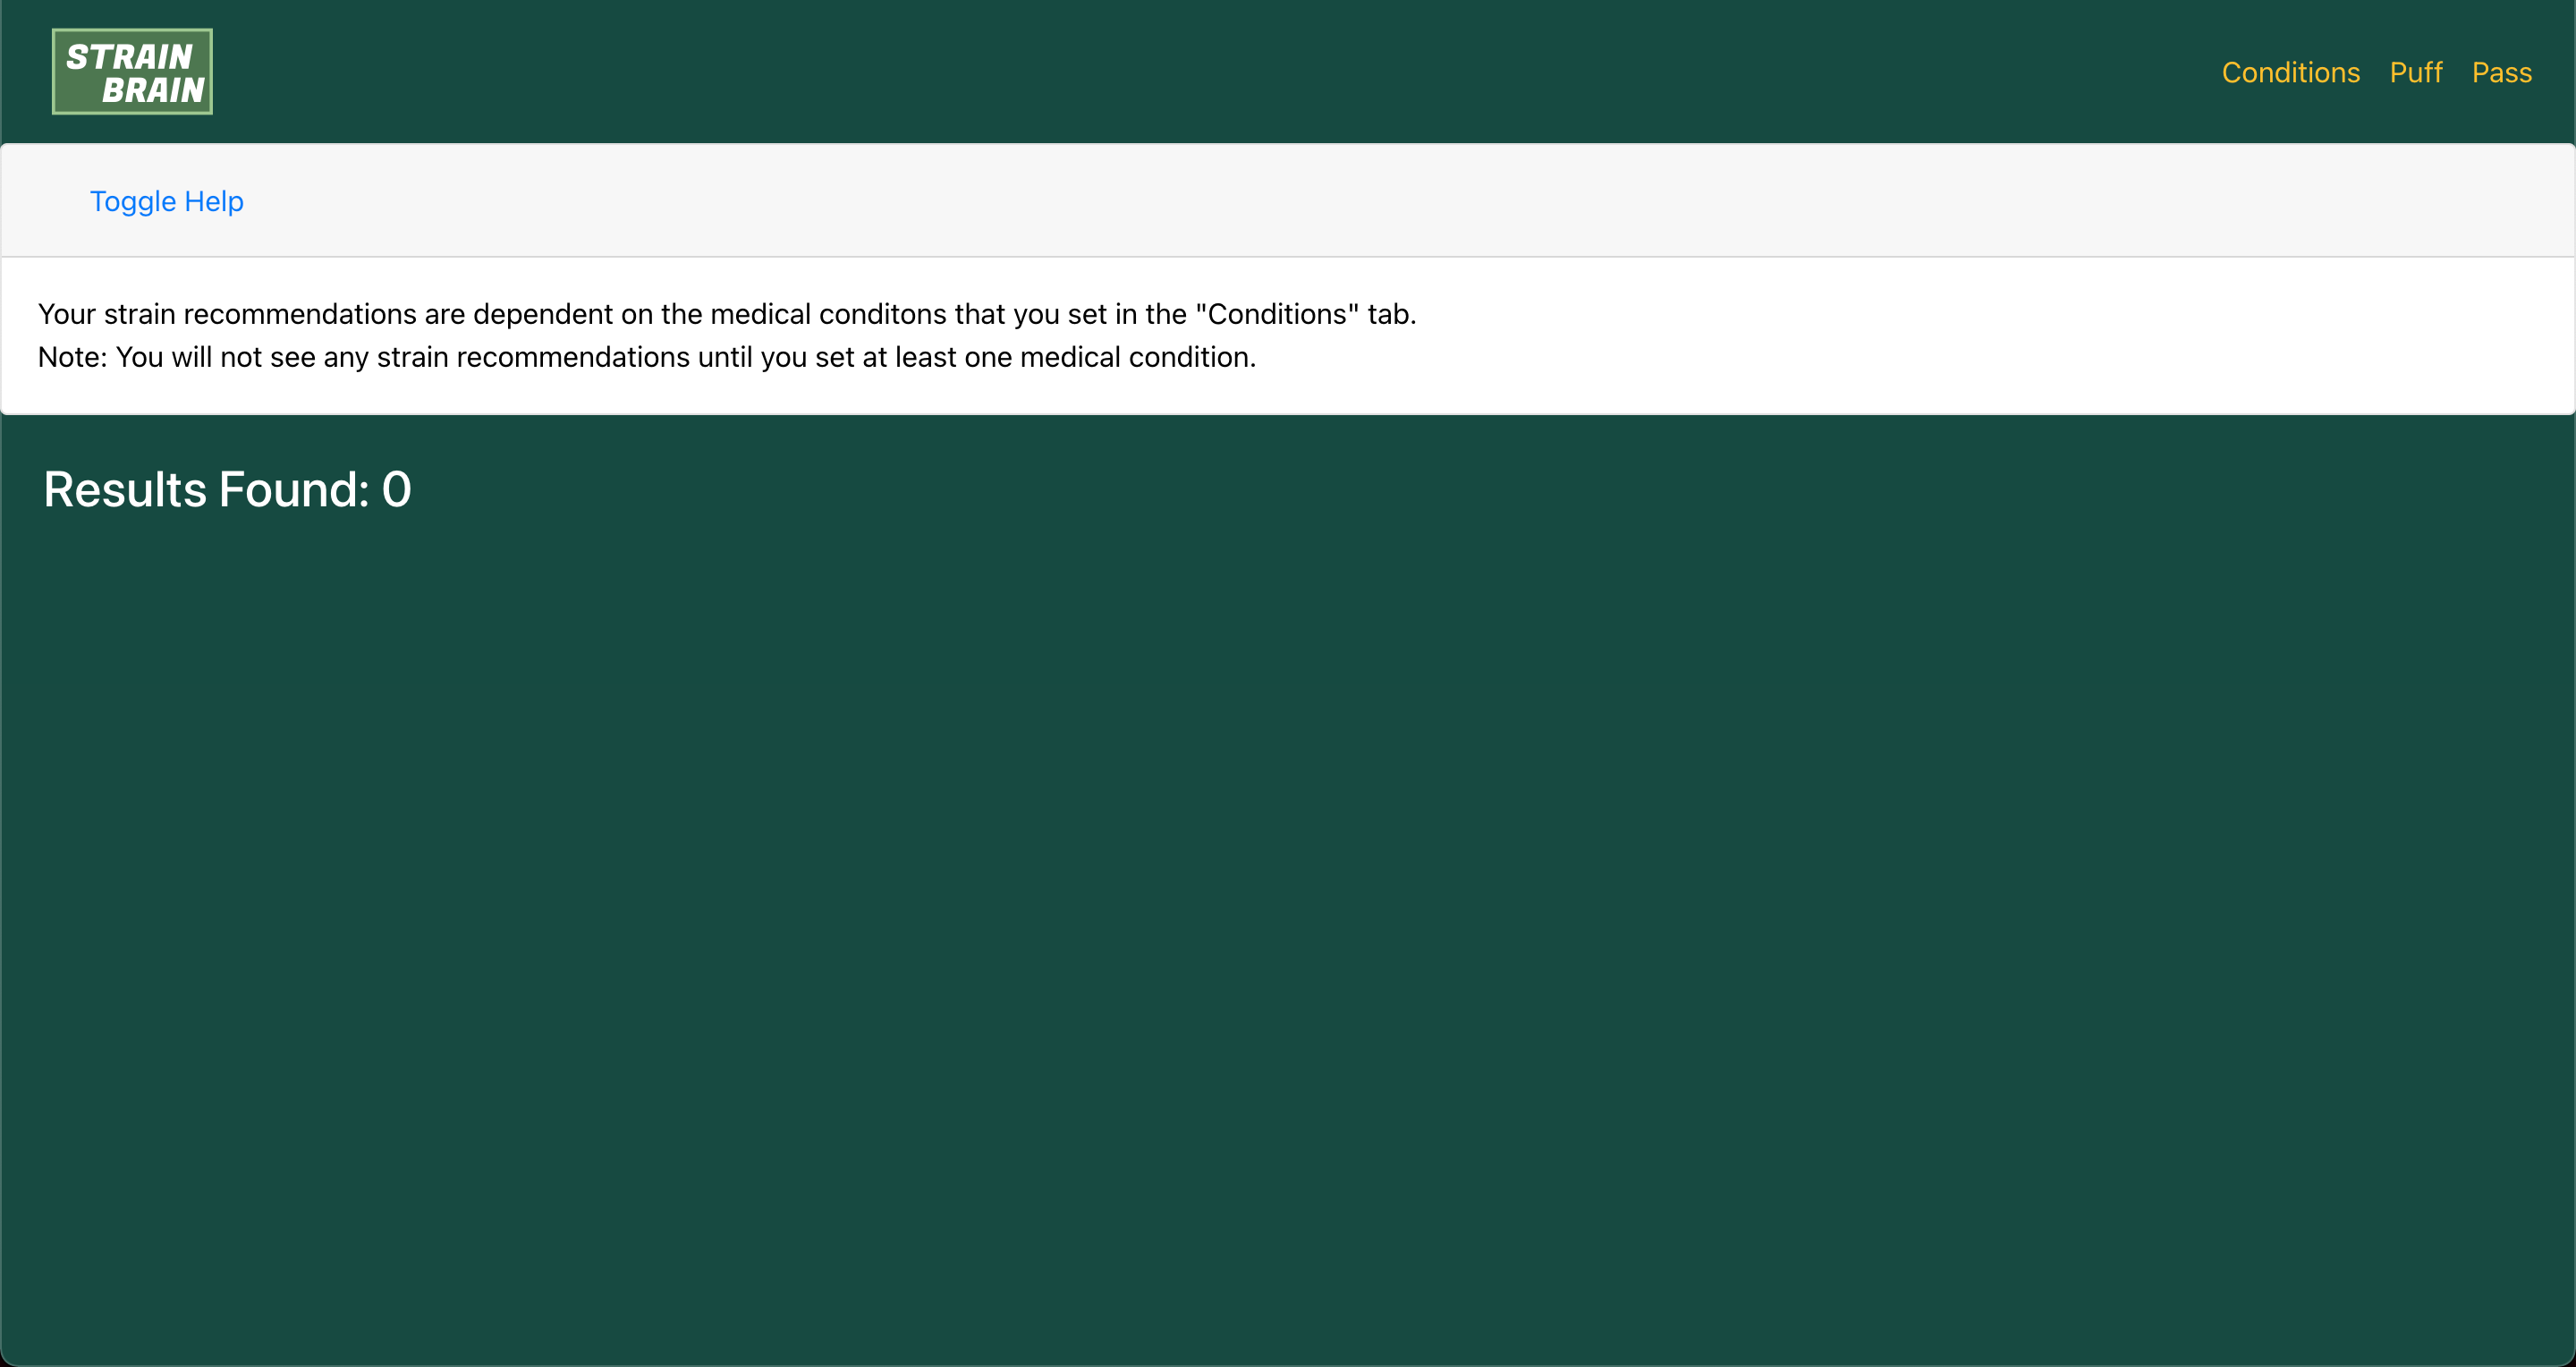 STRAIN
BRAIN
Conditions Puff Pass
Toggle Help
Your strain recommendations are dependent on the medical conditons that you set in the "Conditions" tab.
Note: You will not see any strain recommendations until you set at least one medical condition.
Results Found: 0